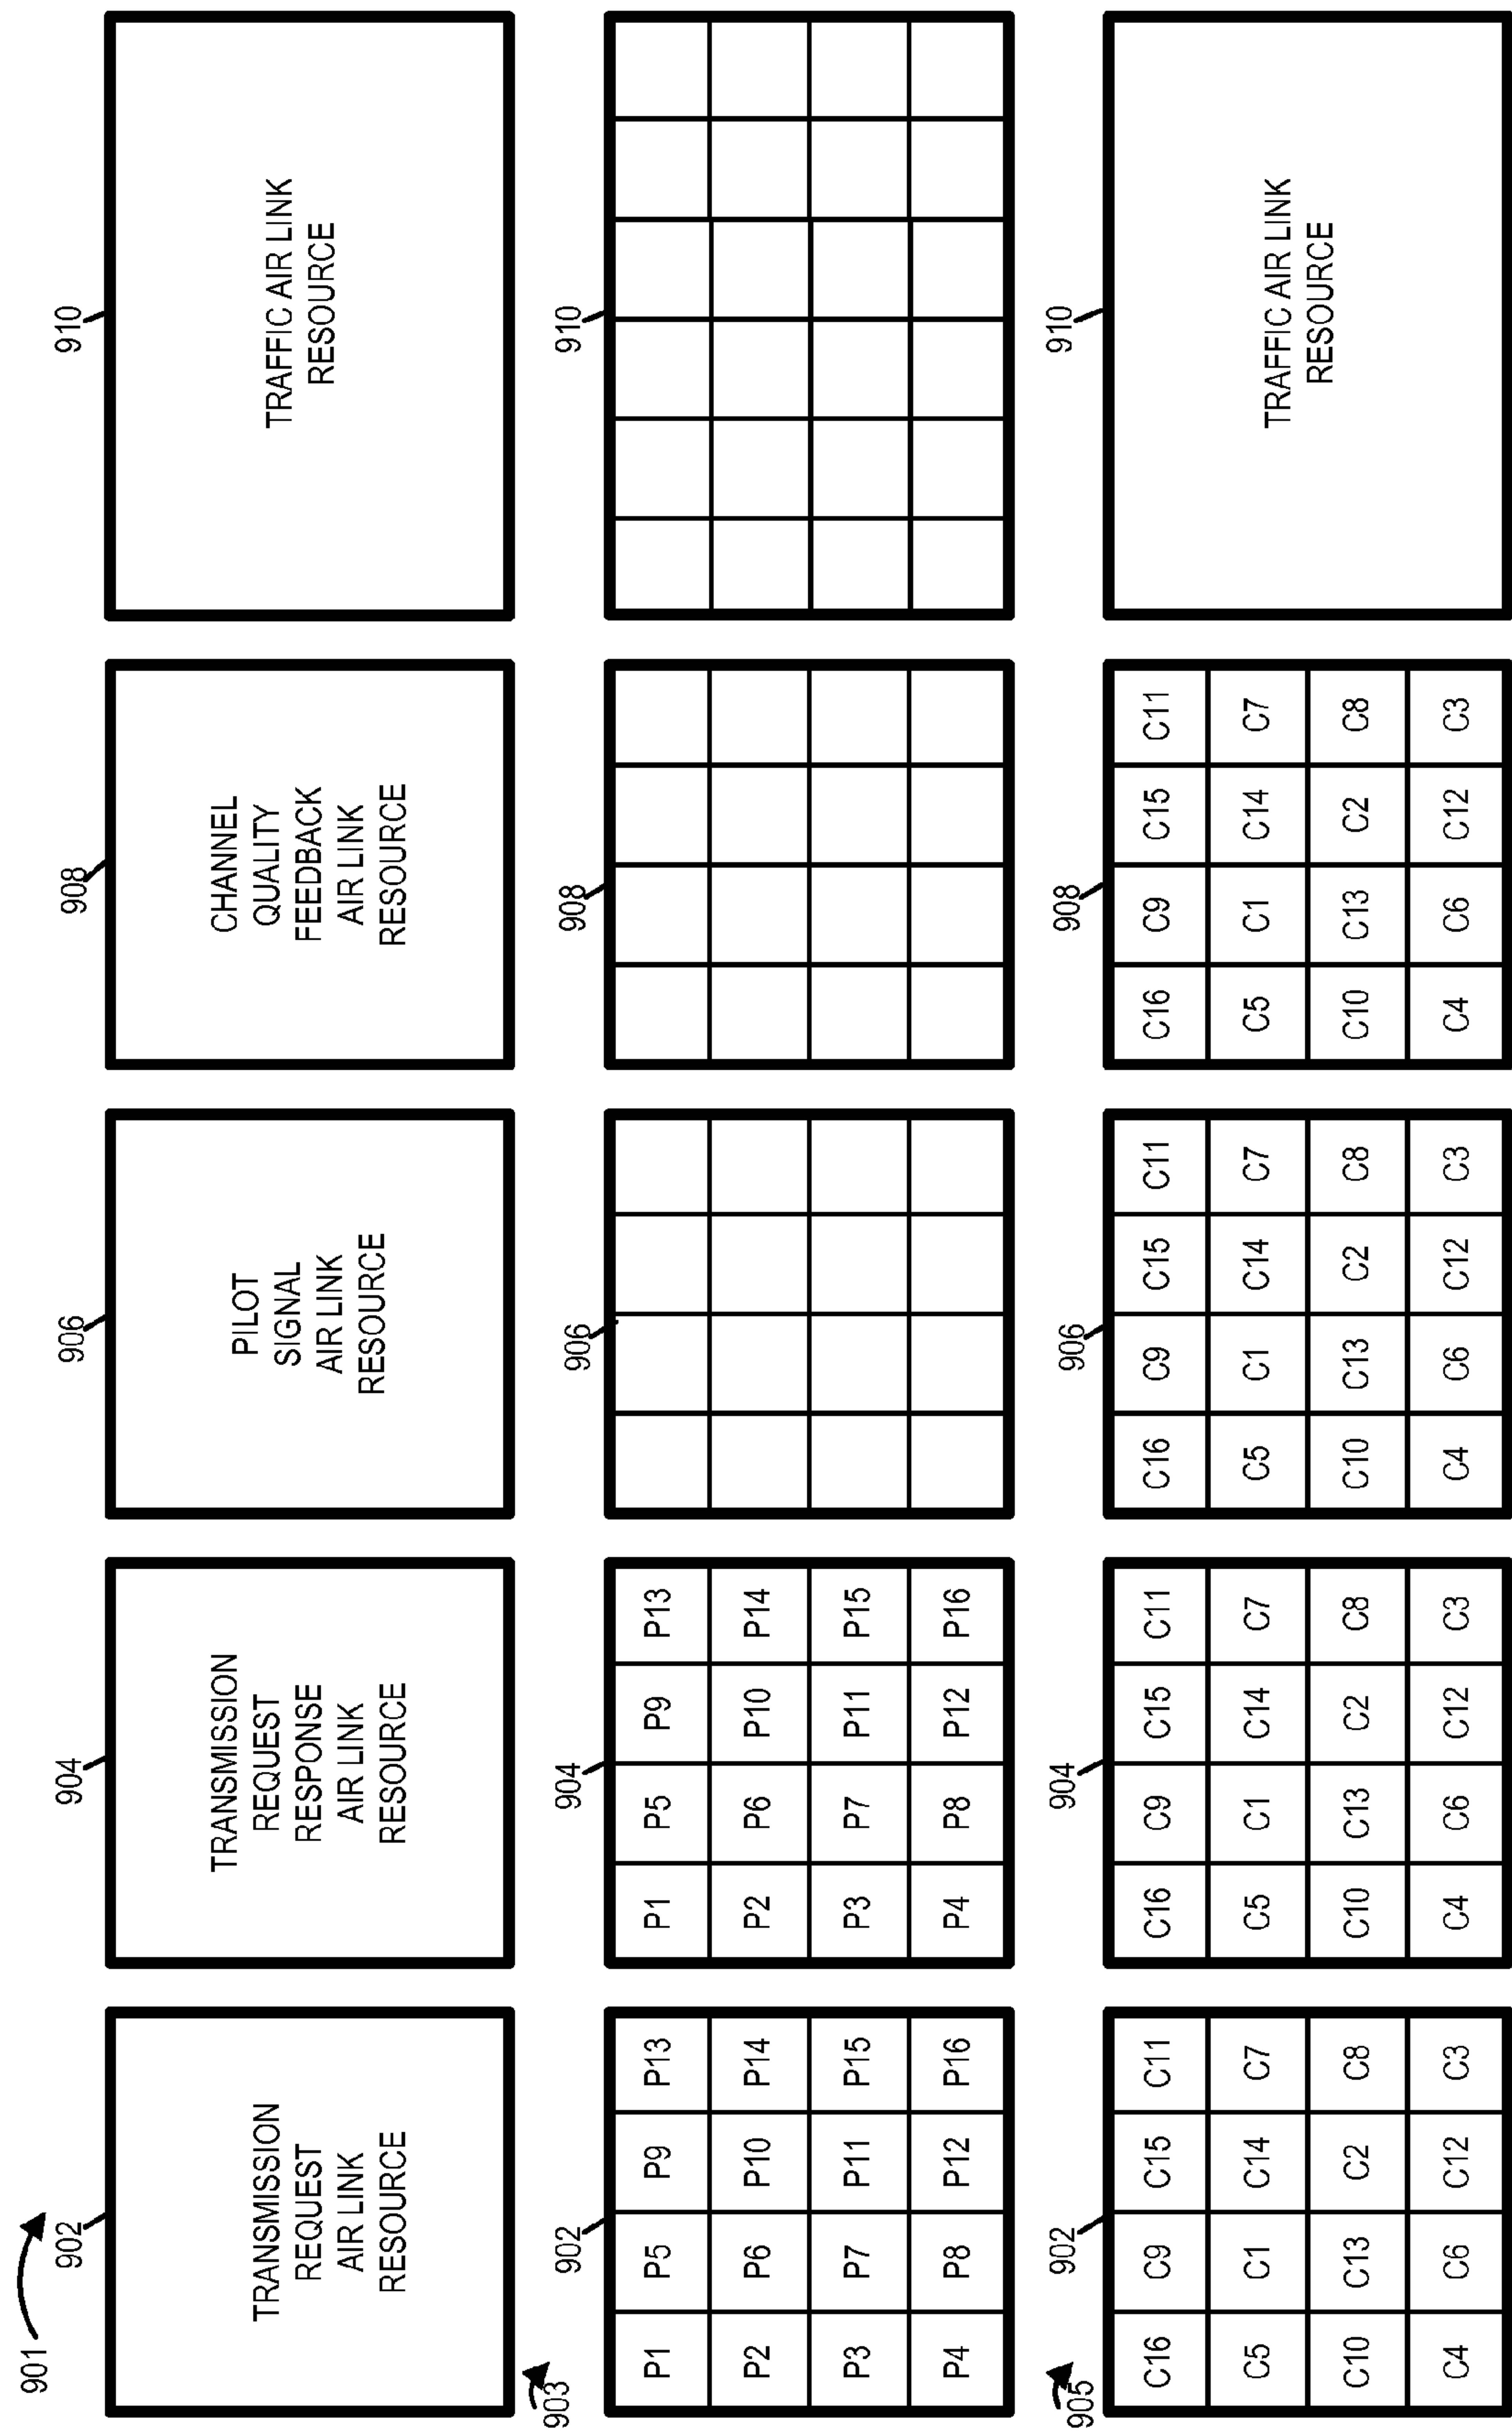 901
902
904
906
908
910
TRANSMISSION
REQUEST
AIR LINK
RESOURCE
TRANSMISSION
REQUEST
RESPONSE
AIR LINK
RESOURCE
PILOT
SIGNAL
AIR LINK
RESOURCE
CHANNEL
QUALITY
FEEDBACK
AIR LINK
RESOURCE
TRAFFIC AIR LINK
RESOURCE
903
902
904
906
908
910
P1 P5 P9 P13
P2 P6 P10 P14
P3 P7 P11 P15
P4 P8 P12 P16
P1 P5 P9 P13
P2 P6 P10 P14
P3 P7 P11 P15
P4 P8 P12 P16
905
902
904
906
908
910
C16 C9 C15 C11
C5 C1 C14 C7
C10 C13 C2 C8
C4 C6 C12 C3
C16 C9 C15 C11
C5 C1 C14 C7
C10 C13 C2 C8
C4 C6 C12 C3
C16 C9 C15 C11
C5 C1 C14 C7
C10 C13 C2 C8
C4 C6 C12 C3
C16 C9 C15 C11
C5 C1 C14 C7
C10 C13 C2 C8
C4 C6 C12 C3
TRAFFIC AIR LINK
RESOURCE